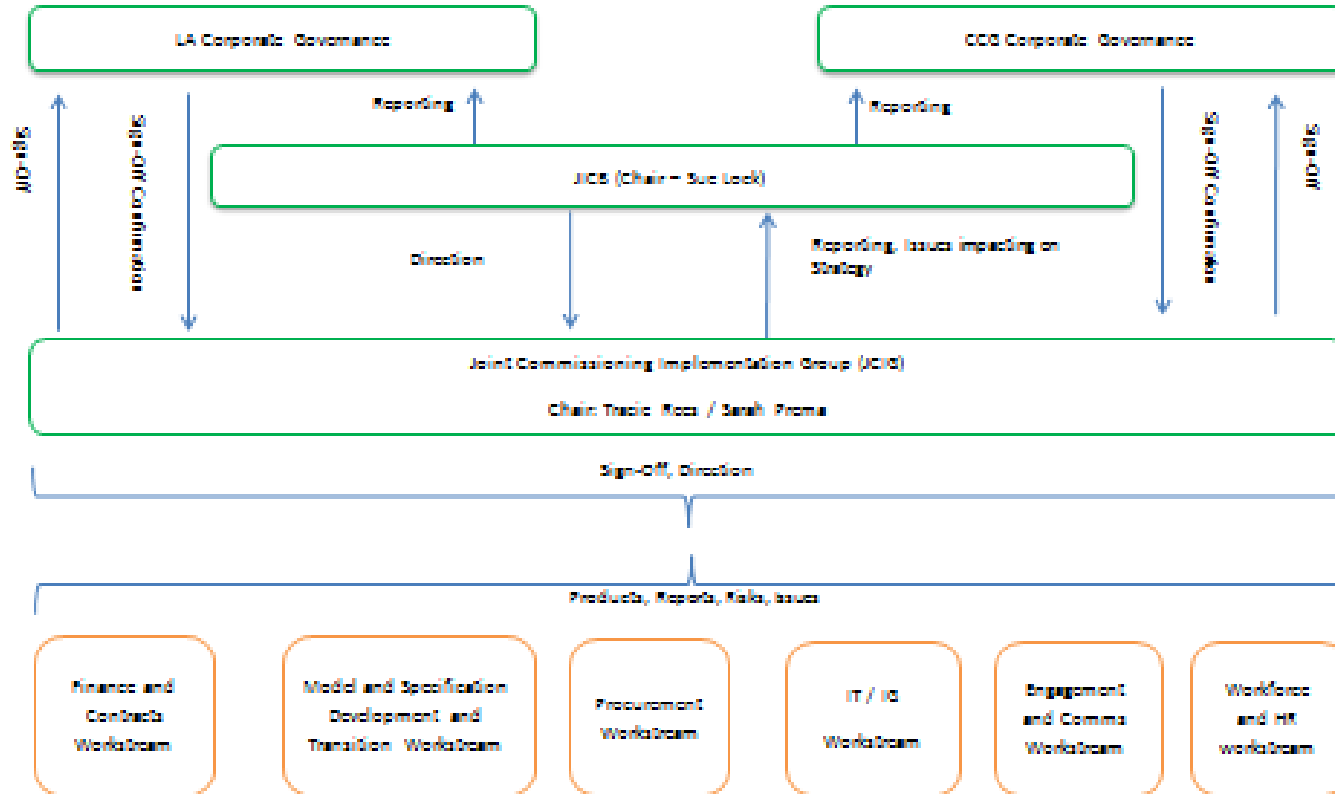 LA Corporate Governance
CCG Corporate Governance
Reporting
Reporting
Sign-Off
Sign-Off Confirmation
Sign-Off Confirmation
Sign-Off
JICB (Chair – Sue Lock)
Direction
Reporting, Issues impacting on
Strategy
Joint Commissioning Implementation Group (JCIG)
Chair: Tracie Rees / Sarah Prema
Sign-Off, Direction
Products, Reports, Risks, Issues
Finance and
Contracts
Workstream
Model and Specification
Development and
Transition Workstream
Procurement
Workstream
IT / IG
Workstream
Engagement
and Comms
Workstream
Workforce
and HR
workstream